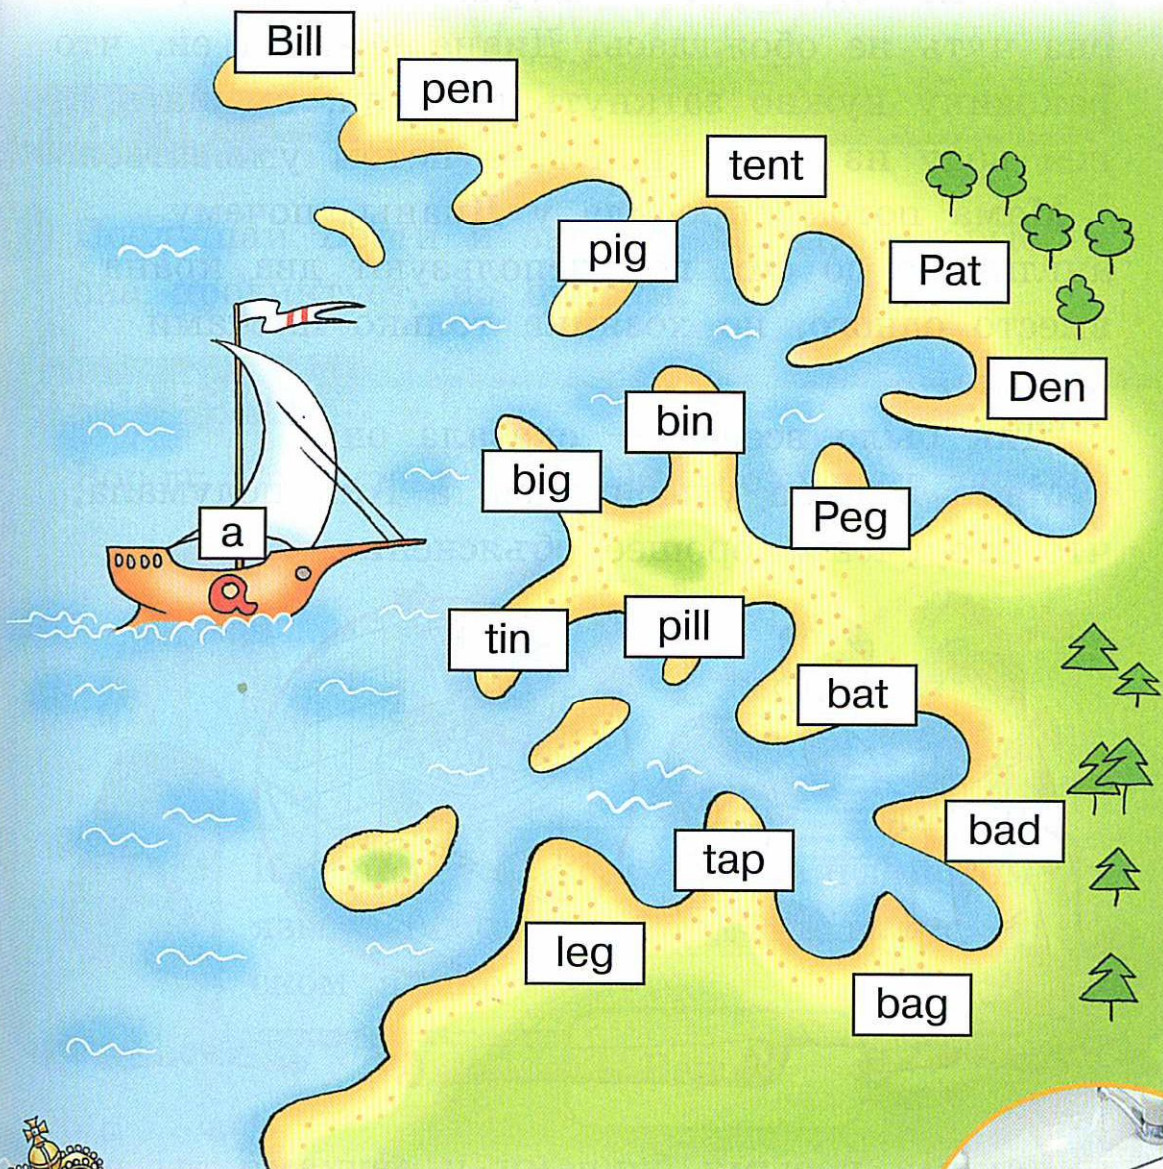 Bill
pen
tent
pig
Pat
Den
bin
big
Peg
a
a
tin
pill
bat
bad
tap
leg
bag